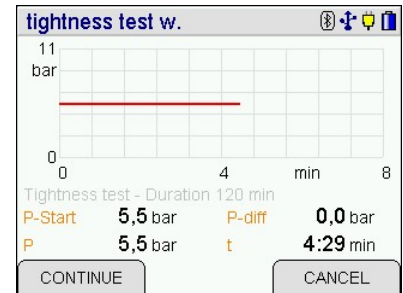 tightness test w.
11
bar
0
0 4 min 8
Tightness test - Duration 120 min
P-Start 5,5 bar P-diff 0,0 bar
P 5,5 bar t 4:29 min
CONTINUE CANCEL